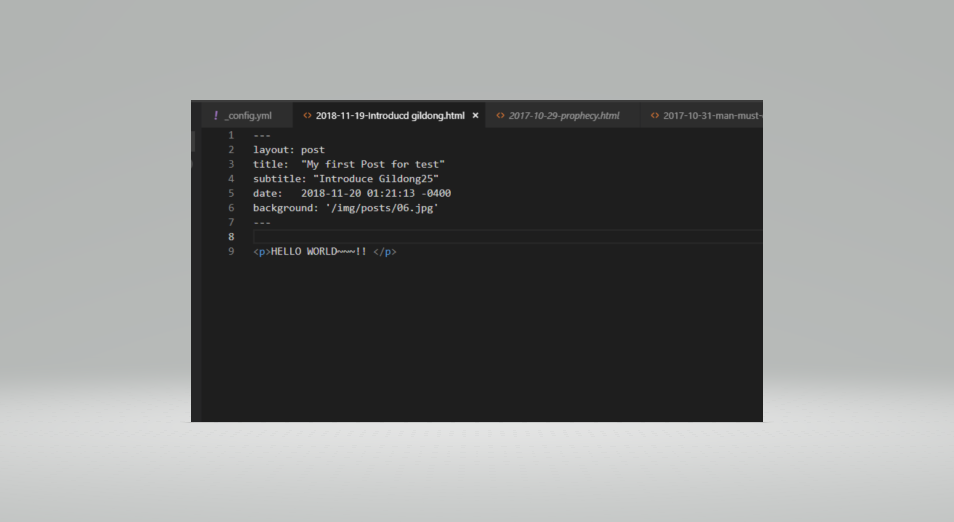 ! _config.yml <> 2018-11-19-Introducd gildong.html × <> 2017-10-29-prophecy.html <> 2017-10-31-man-must-
1 ---
2 layout: post
3 title:  "My first Post for test"
4 subtitle: "Introduce Gildong25"
5 date:   2018-11-20 01:21:13 -0400
6 background: '/img/posts/06.jpg'
7 ---
8
9 <p>HELLO WORLD~~~!! </p>